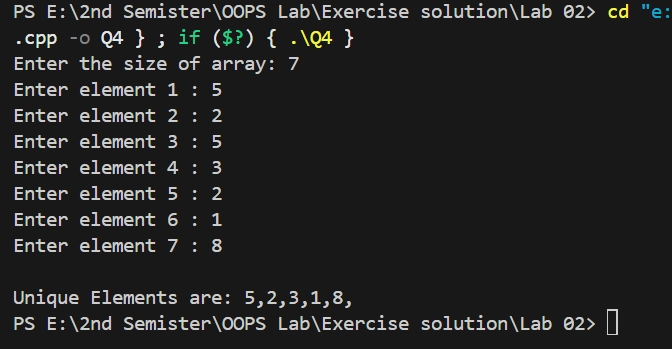 PS E:\2nd Semister\OOPS Lab\Exercise solution\Lab 02> cd "e:
.cpp -o Q4 } ; if ($?) { .\Q4 }
Enter the size of array: 7
Enter element 1 : 5
Enter element 2 : 2
Enter element 3 : 5
Enter element 4 : 3
Enter element 5 : 2
Enter element 6 : 1
Enter element 7 : 8
Unique Elements are: 5,2,3,1,8,
PS E:\2nd Semister\OOPS Lab\Exercise solution\Lab 02>